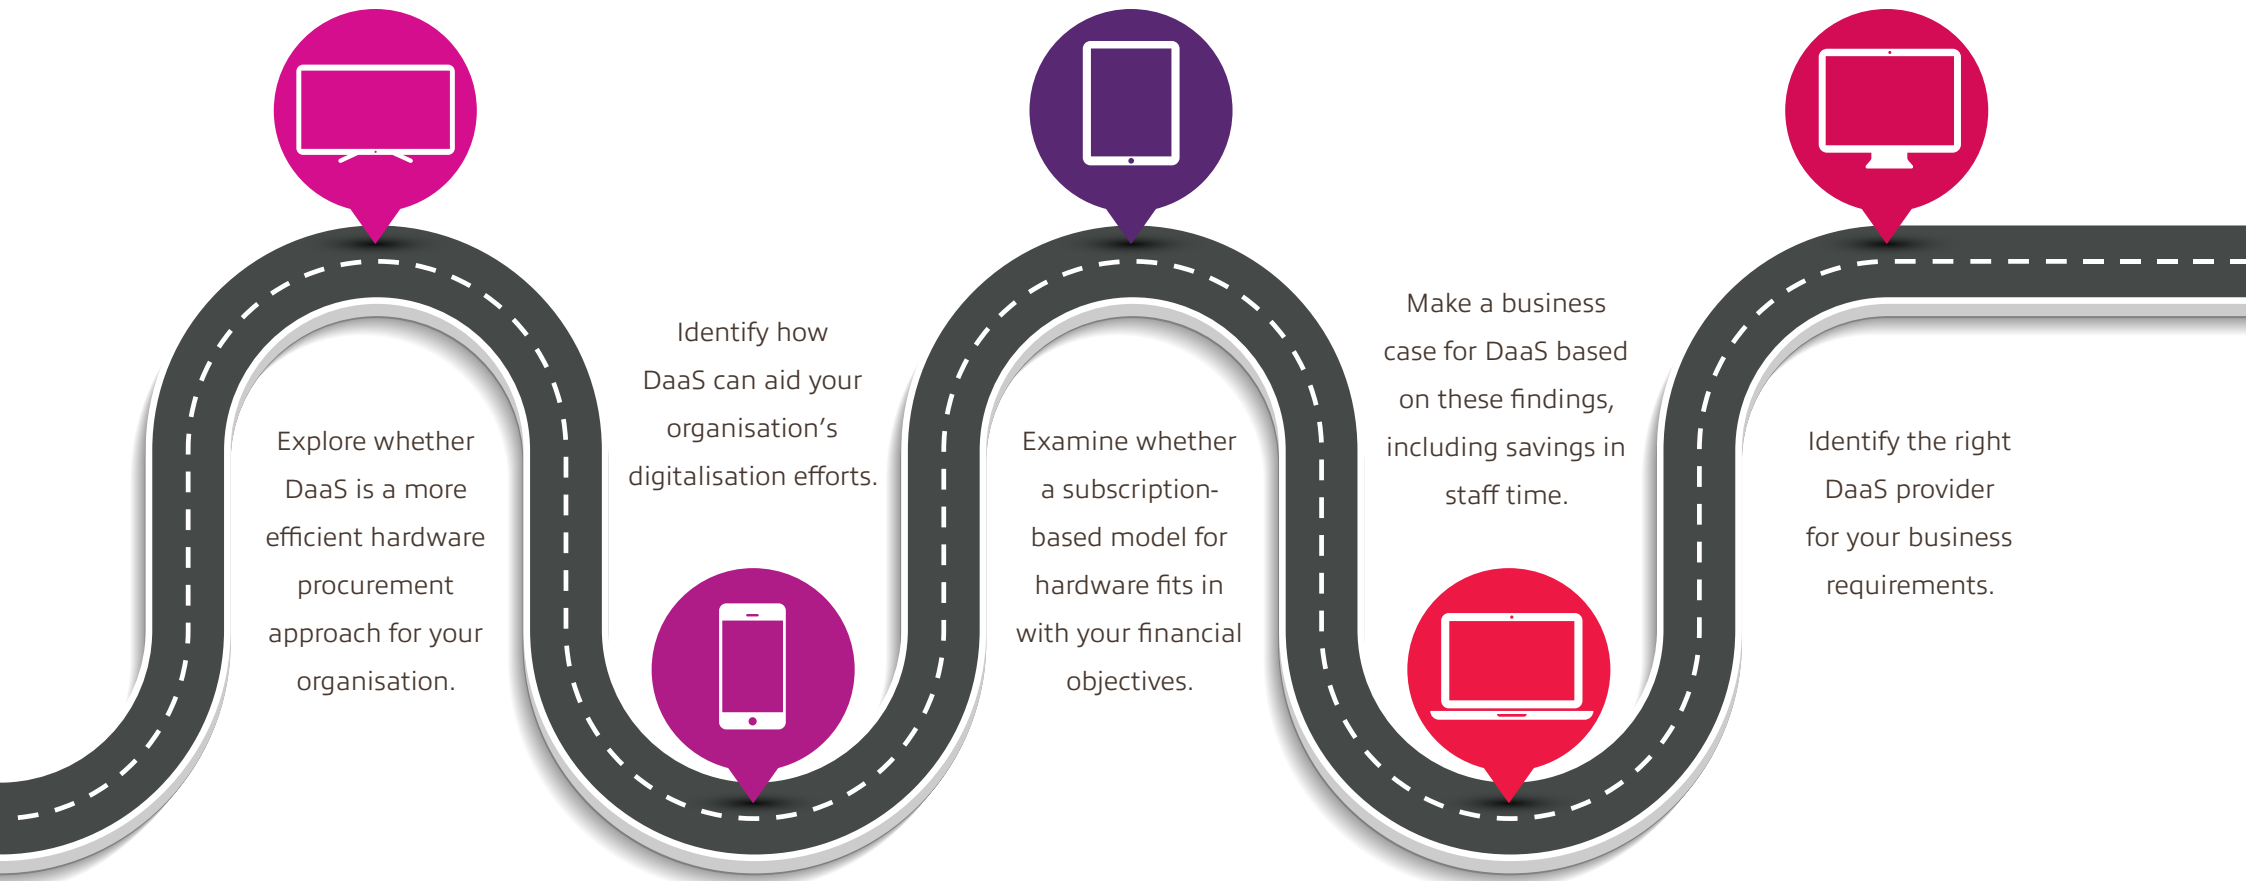 Explore whether
DaaS is a more
efficient hardware
procurement
approach for your
organisation.
Identify how
DaaS can aid your
organisation’s
digitalisation efforts.
Examine whether
a subscription-
based model for
hardware fits in
with your financial
objectives.
Make a business
case for DaaS based
on these findings,
including savings in
staff time.
Identify the right
DaaS provider
for your business
requirements.